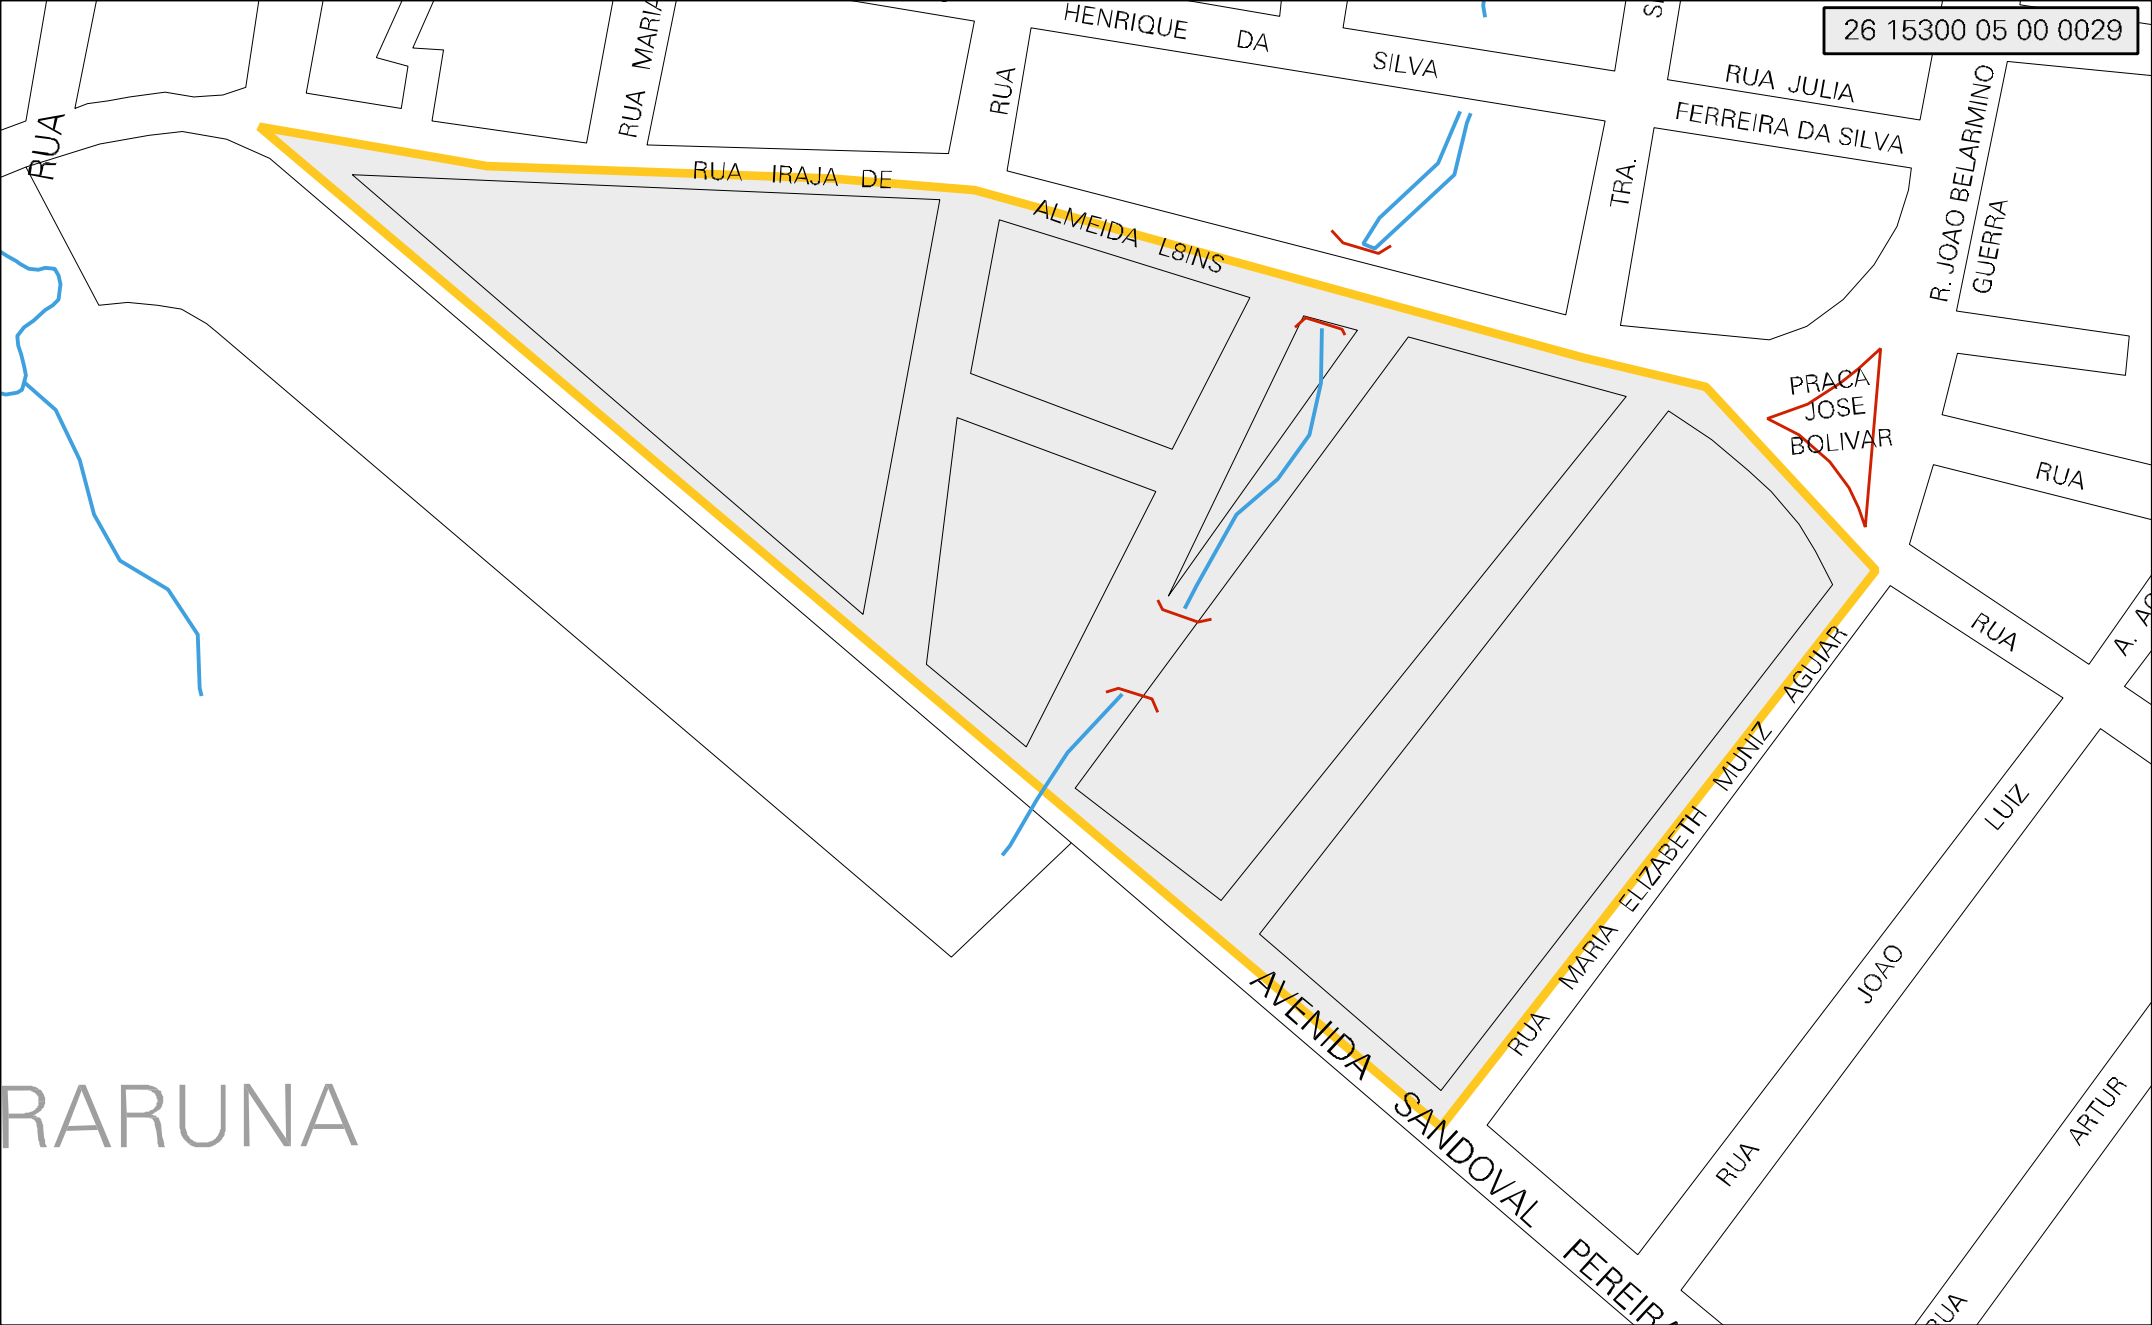 26 15300 05 00 0029
HENRIQUE DA SILVA
RUA MARIA
RUA
RUA
RUA JULIA
FERREIRA DA SILVA
TRA.
R. JOAO BELARMINO
GUERRA
RUA IRAJA DE ALMEIDA L8INS
PRACA
JOSE
BOLIVAR
RUA
RUA
A.
RUA MARIA ELIZABETH MUNIZ AGUIAR
RUA JOAO LUIZ
RUA ARTUR
AVENIDA SANDOVAL PEREIRA
RARUNA